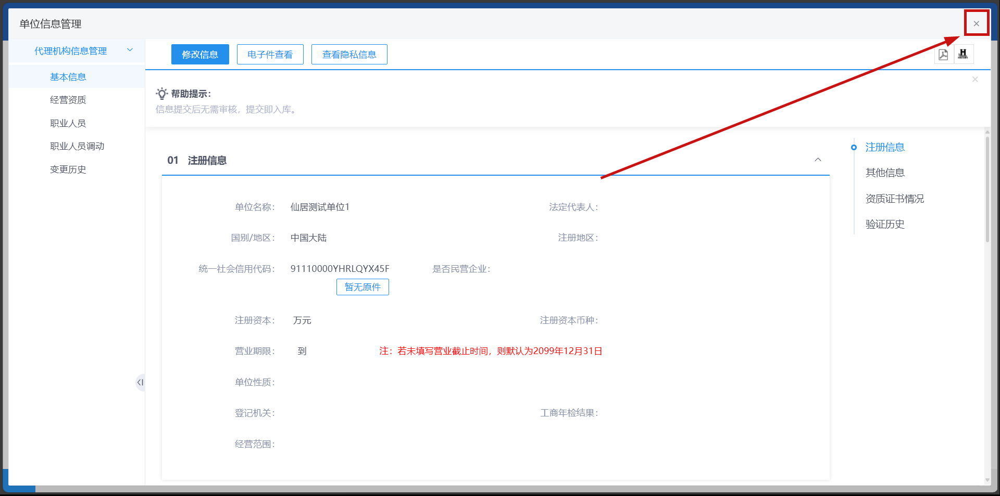 单位信息管理
代理机构信息管理
基本信息
经营资质
职业人员
职业人员调动
变更历史
修改信息
电子件查看
查看隐私信息
帮助提示：
信息提交后无需审核，提交即入库。
01 注册信息
单位名称： 仙居测试单位1 法定代表人：
国别/地区： 中国大陆 注册地区：
统一社会信用代码： 91110000YHRLQYX45F 是否民营企业：
暂无原件
注册资本： 万元 注册资本币种：
营业期限： 到 注：若未填写营业截止时间，则默认为2099年12月31日
单位性质：
登记机关： 工商年检结果：
经营范围：
注册信息
其他信息
资质证书情况
验证历史